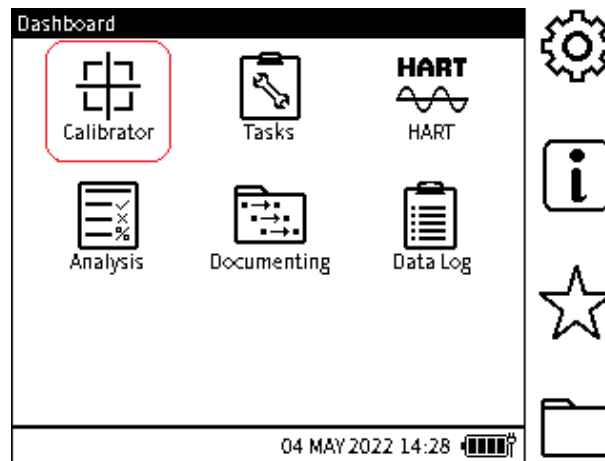 Dashboard
HART
Calibrator
Tasks
HART
Analysis
Documenting
Data Log
04 MAY 2022 14:28